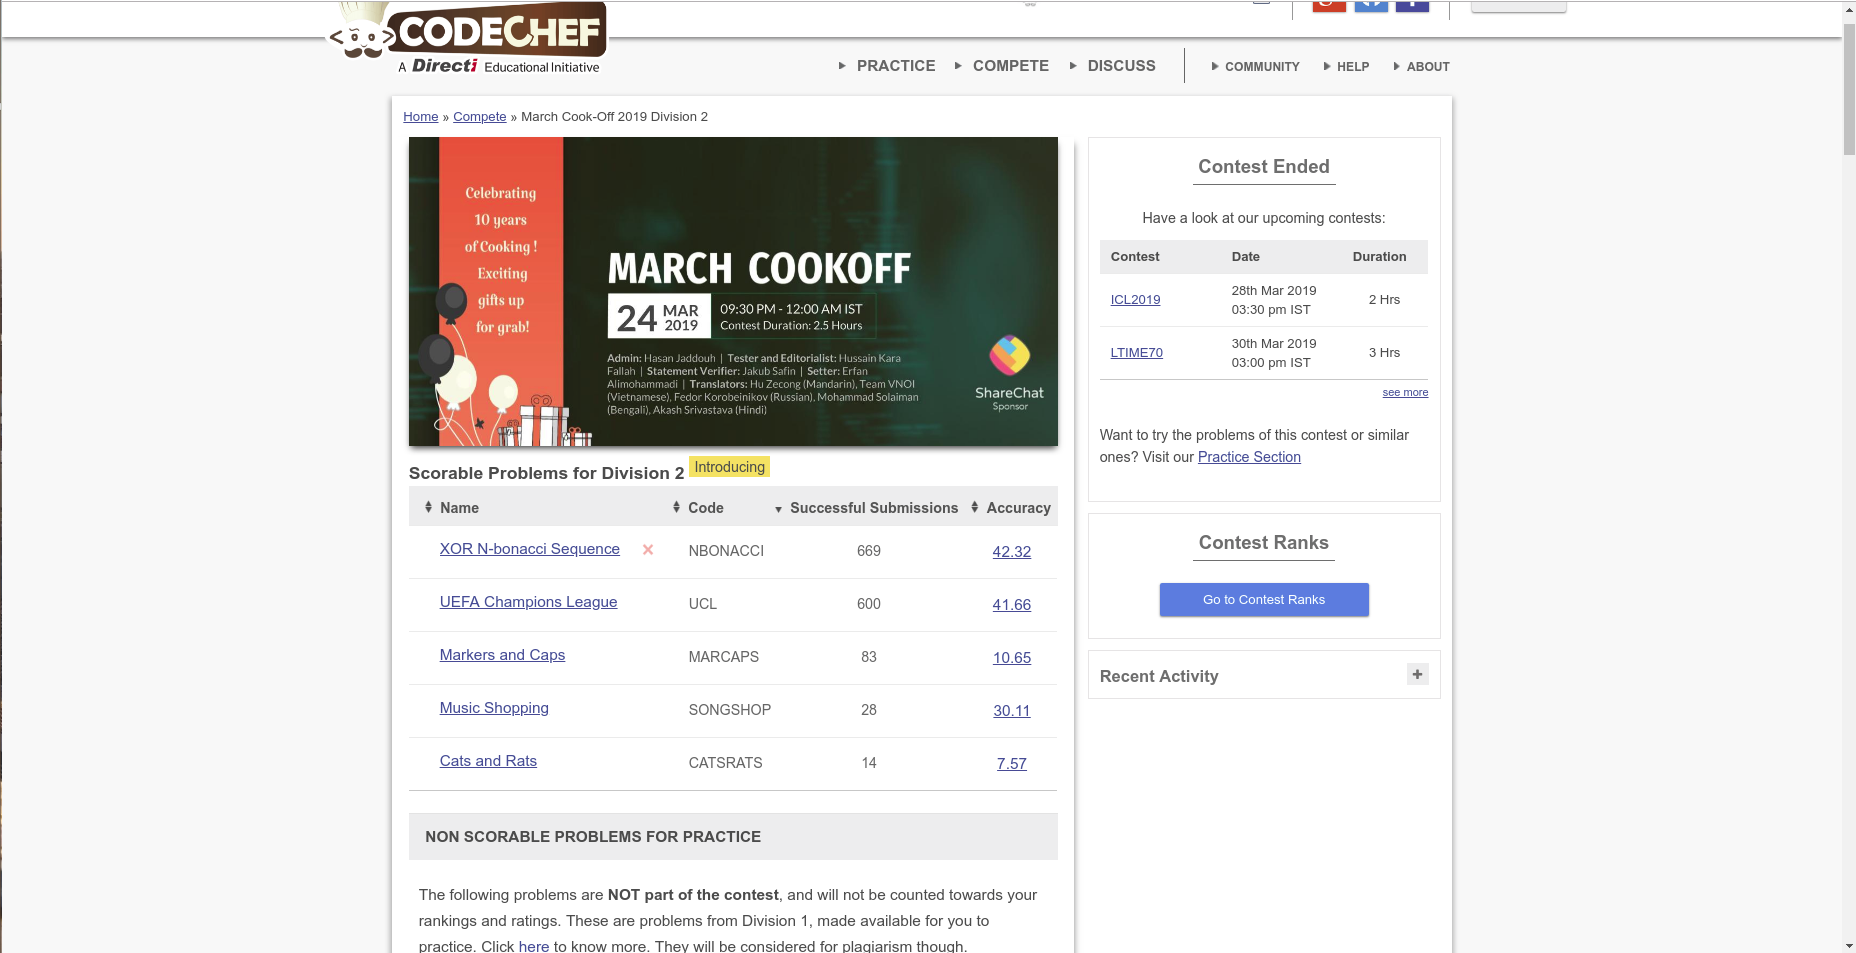 CODECHEF
A Directi Educational Initiative
PRACTICE COMPETE DISCUSS COMMUNITY HELP ABOUT
Home » Compete » March Cook-Off 2019 Division 2
Celebrating
10 years
of Cooking !
Exciting
gifts up
for grab!
MARCH COOKOFF
24 MAR 2019
09:30 PM - 12:00 AM IST
Contest Duration: 2.5 Hours
Admin: Hasan Jaddouh | Tester and Editorialist: Hussain Kara
Fallah | Statement Verifier: Jakub Safin | Setter: Erfan
Alimohammadi | Translators: Hu Zecong (Mandarin), Team VNOI
(Vietnamese), Fedor Korobeinikov (Russian), Mohammad Solaiman
(Bengali), Akash Srivastava (Hindi)
ShareChat
Sponsor
Scorable Problems for Division 2 Introducing
Name Code Successful Submissions Accuracy
XOR N-bonacci Sequence NBONACCI 669 42.32
UEFA Champions League UCL 600 41.66
Markers and Caps MARCAPS 83 10.65
Music Shopping SONGSHOP 28 30.11
Cats and Rats CATSRATS 14 7.57
NON SCORABLE PROBLEMS FOR PRACTICE
The following problems are NOT part of the contest, and will not be counted towards your
rankings and ratings. These are problems from Division 1, made available for you to
practice. Click here to know more. They will be considered for plagiarism though.
Contest Ended
Have a look at our upcoming contests:
Contest Date Duration
ICL2019 28th Mar 2019 2 Hrs
03:30 pm IST
LTIME70 30th Mar 2019 3 Hrs
03:00 pm IST
see more
Want to try the problems of this contest or similar
ones? Visit our Practice Section
Contest Ranks
Go to Contest Ranks
Recent Activity +